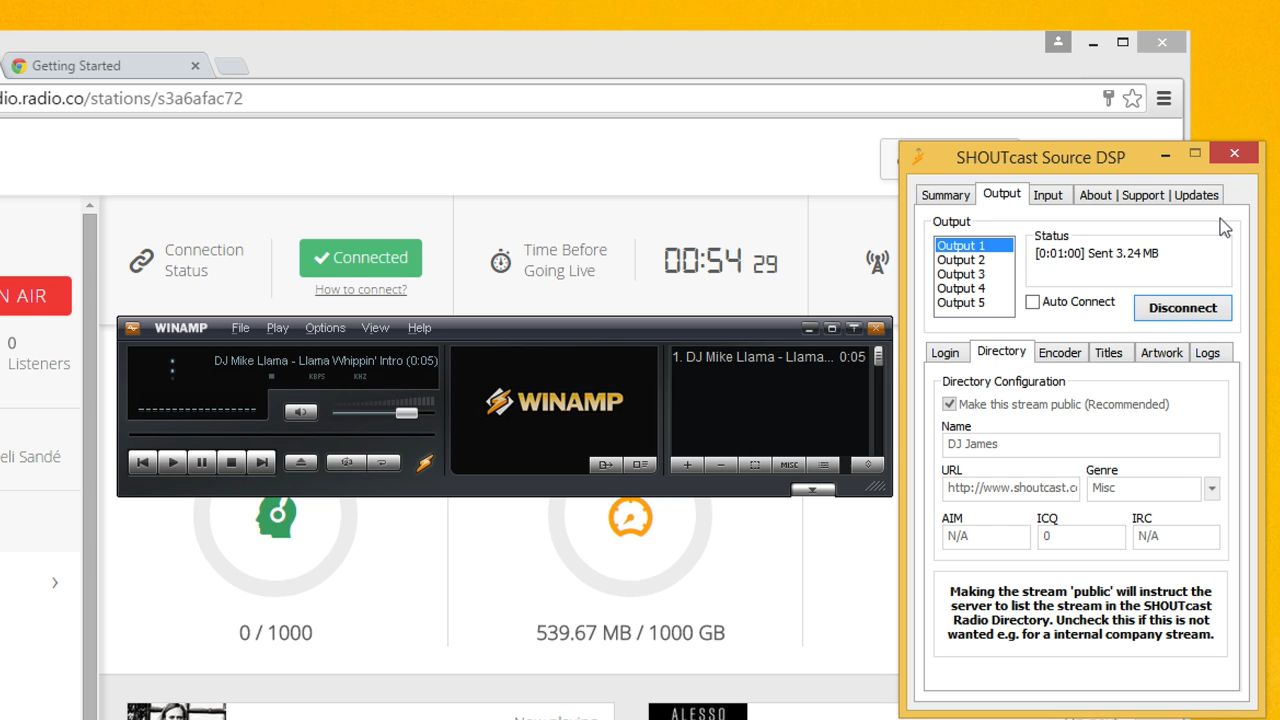 Getting Started
dio.radio.co/stations/s3a6afac72
Connection
Status
Connected
How to connect?
Time Before
Going Live
00:54 29
N AIR
0
Listeners
eli Sandé
WINAMP
File Play Options View Help
DJ Mike Llama - Llama Whippin' Intro (0:05)
KBPS KHZ
WINAMP
1. DJ Mike Llama - Llama... 0:05
MISC
0 / 1000
539.67 MB / 1000 GB
Now playing
ALESSO
SHOUTcast Source DSP
Summary Output Input About | Support | Updates
Output
Output 1
Output 2
Output 3
Output 4
Output 5
Status
[0:01:00] Sent 3.24 MB
Auto Connect
Disconnect
Login Directory Encoder Titles Artwork Logs
Directory Configuration
Make this stream public (Recommended)
Name
DJ James
URL Genre
http://www.shoutcast.c Misc
AIM ICQ IRC
N/A 0 N/A
Making the stream 'public' will instruct the
server to list the stream in the SHOUTcast
Radio Directory. Uncheck this if this is not
wanted e.g. for a internal company stream.